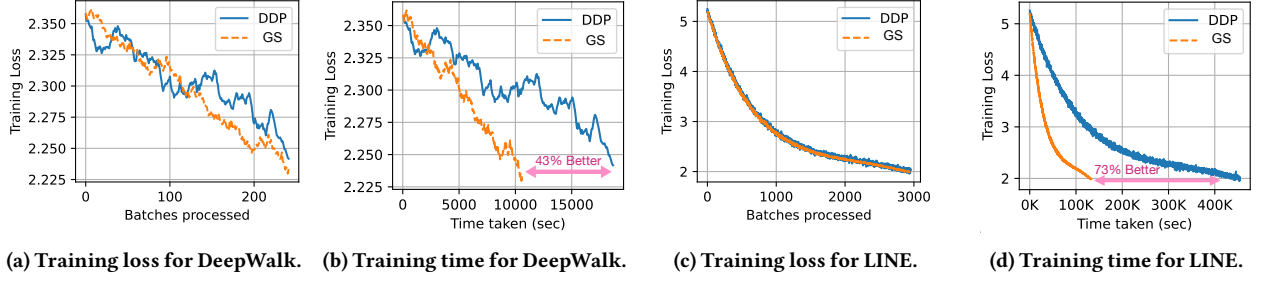 2.350
2.325
2.300
2.275
2.250
2.225
Training Loss
DDP
GS
0
100
200
Batches processed
2.350
2.325
2.300
2.275
2.250
2.225
Training Loss
DDP
GS
43% Better
0
5000
10000
15000
Time taken (sec)
5
4
3
2
Training Loss
DDP
GS
0
1000
2000
3000
Batches processed
5
4
3
2
Training Loss
DDP
GS
73% Better
0K
100K
200K
300K
400K
Time taken (sec)
(a) Training loss for DeepWalk.
(b) Training time for DeepWalk.
(c) Training loss for LINE.
(d) Training time for LINE.